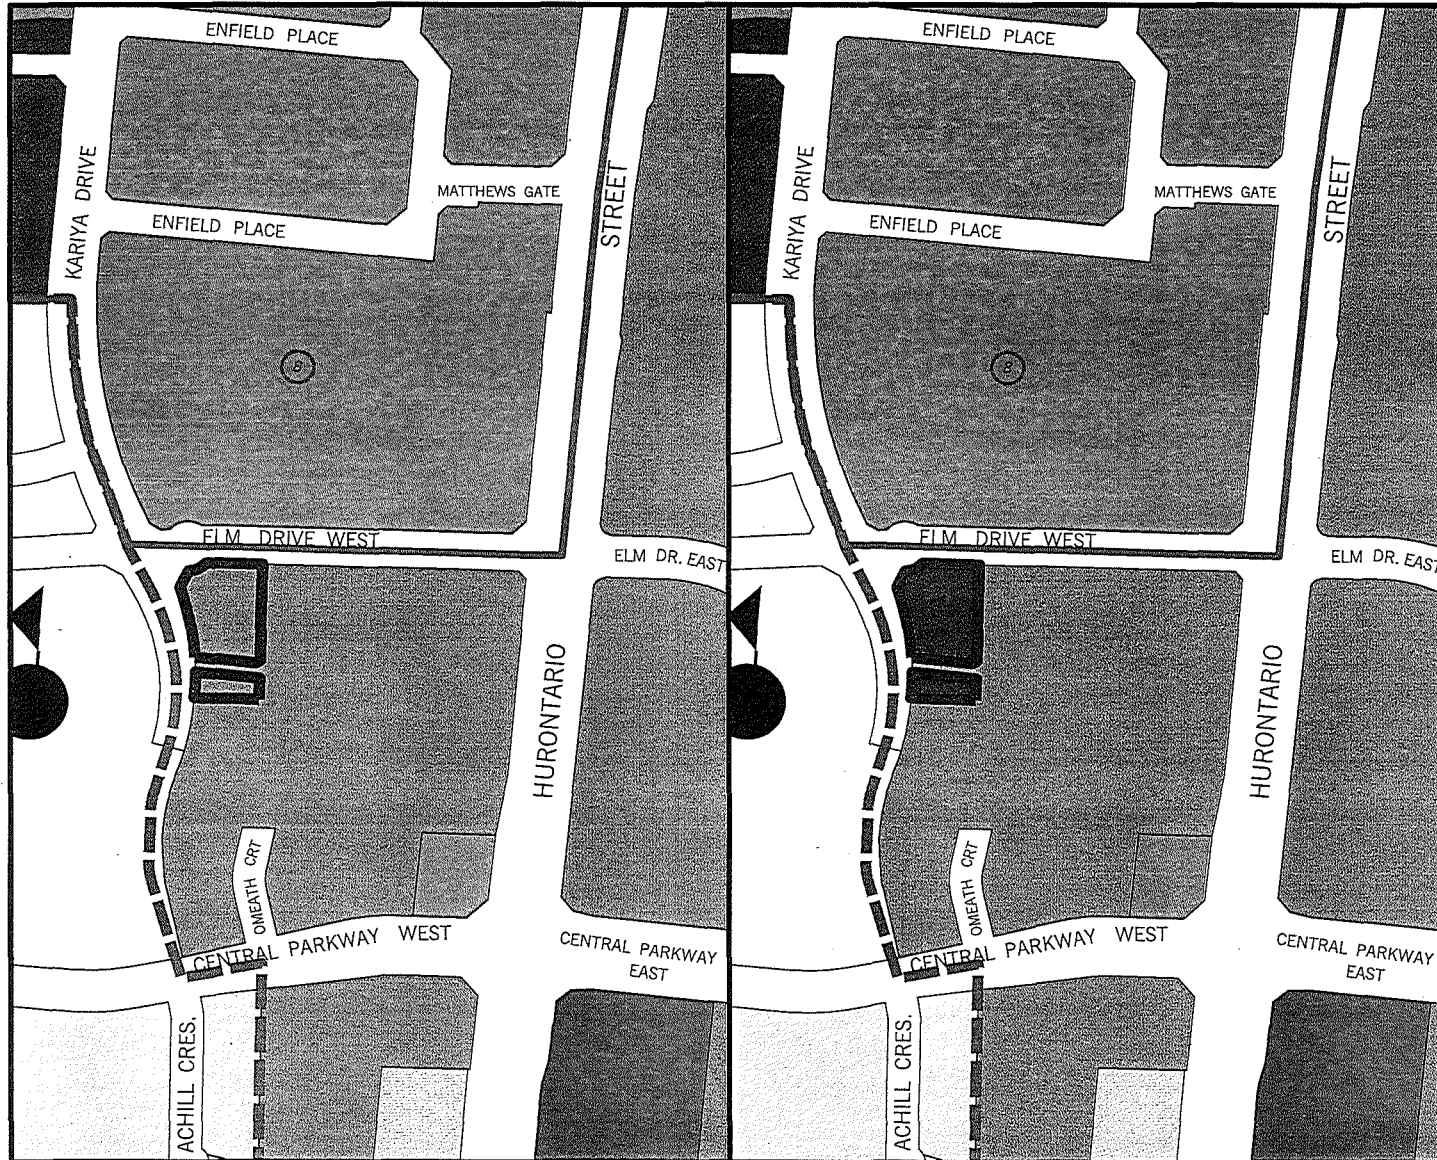 ENFIELD PLACE
KARIYA DRIVE
MATTHEWS GATE
STREET
ENFIELD PLACE
8
ELM DRIVE WEST
ELM DR. EAST
HURONTARIO
OMEATH CRT
CENTRAL PARKWAY WEST
CENTRAL PARKWAY
EAST
ACHILL CRES.
ENFIELD PLACE
KARIYA DRIVE
MATTHEWS GATE
STREET
ENFIELD PLACE
8
ELM DRIVE WEST
ELM DR. EAST
HURONTARIO
OMEATH CRT
CENTRAL PARKWAY WEST
CENTRAL PARKWAY
EAST
ACHILL CRES.